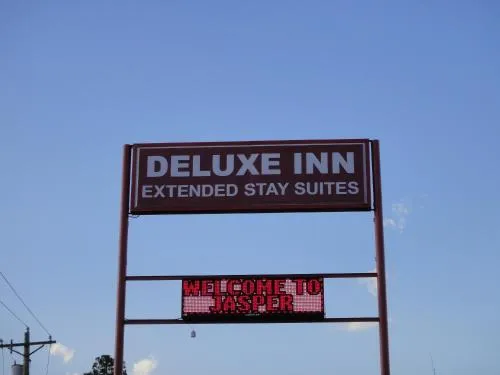 DELUXE INN
EXTENDED STAY SUITES
WELCOME TO
JASPER